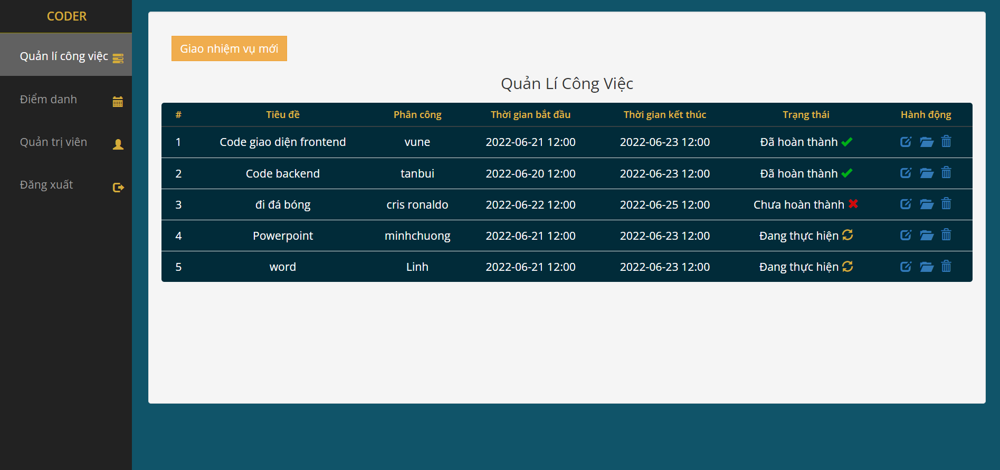 CODER
Quản lí công việc
Điểm danh
Quản trị viên
Đăng xuất
Giao nhiệm vụ mới
Quản Lí Công Việc
# Tiêu đề Phân công Thời gian bắt đầu Thời gian kết thúc Trạng thái Hành động
1 Code giao diện frontend vune 2022-06-21 12:00 2022-06-23 12:00 Đã hoàn thành
2 Code backend tanbui 2022-06-20 12:00 2022-06-23 12:00 Đã hoàn thành
3 đi đá bóng cris ronaldo 2022-06-22 12:00 2022-06-25 12:00 Chưa hoàn thành
4 Powerpoint minhchuong 2022-06-21 12:00 2022-06-23 12:00 Đang thực hiện
5 word Linh 2022-06-21 12:00 2022-06-23 12:00 Đang thực hiện